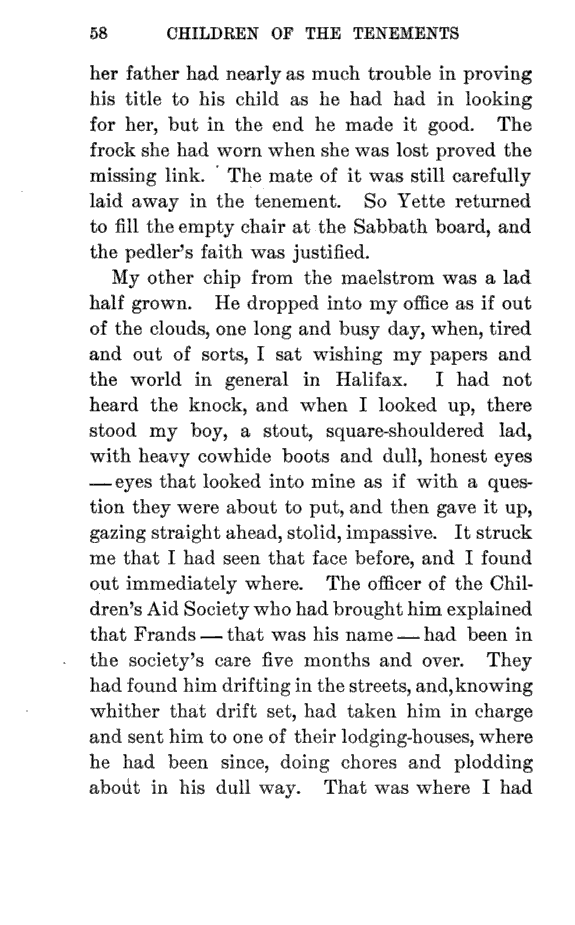 58 CHILDREN OF THE TENEMENTS
her father had nearly as much trouble in proving
his title to his child as he had had in looking
for her, but in the end he made it good. The
frock she had worn when she was lost proved the
missing link. The mate of it was still carefully
laid away in the tenement. So Yette returned
to fill the empty chair at the Sabbath board, and
the pedler's faith was justified.
My other chip from the maelstrom was a lad
half grown. He dropped into my office as if out
of the clouds, one long and busy day, when, tired
and out of sorts, I sat wishing my papers and
the world in general in Halifax. I had not
heard the knock, and when I looked up, there
stood my boy, a stout, square-shouldered lad,
with heavy cowhide boots and dull, honest eyes
— eyes that looked into mine as if with a ques-
tion they were about to put, and then gave it up,
gazing straight ahead, stolid, impassive. It struck
me that I had seen that face before, and I found
out immediately where. The officer of the Chil-
dren's Aid Society who had brought him explained
that Frands — that was his name — had been in
the society's care five months and over. They
had found him drifting in the streets, and, knowing
whither that drift set, had taken him in charge
and sent him to one of their lodging-houses, where
he had been since, doing chores and plodding
about in his dull way. That was where I had